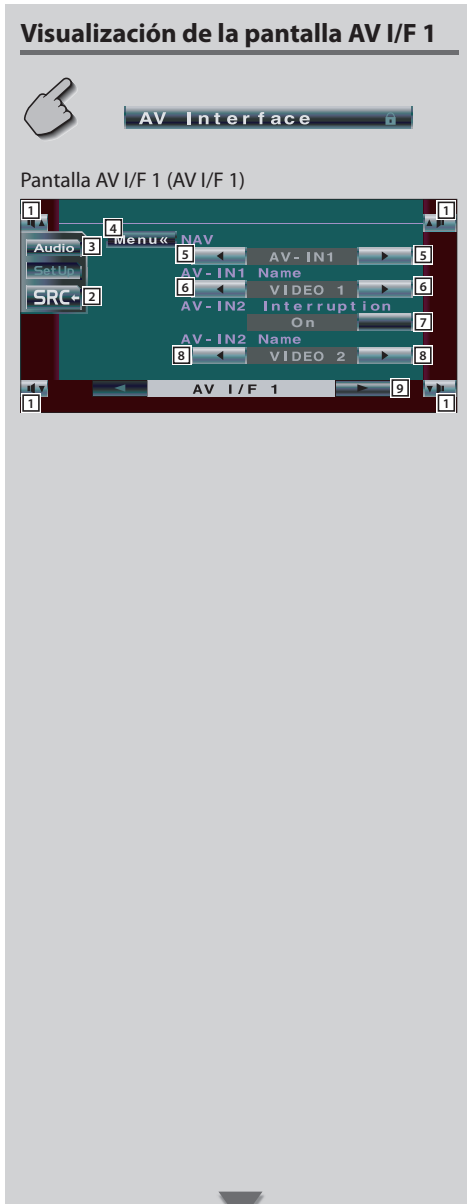 Visualización de la pantalla AV I/F 1
AV Interface
Pantalla AV I/F 1 (AV I/F 1)
1 1
4
Menu« NAV
Audio 3
5 AV-IN1 5
SetUp
AV-IN1 Name
SRC 2
6 VIDEO 1 6
AV-IN2 Interruption
On 7
AV-IN2 Name
8 VIDEO 2 8
AV I/F 1 9
1 1